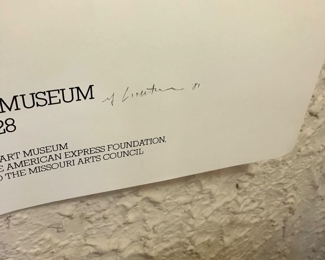 MUSEUM
28
ART MUSEUM
E AMERICAN EXPRESS FOUNDATION,
D THE MISSOURI ARTS COUNCIL